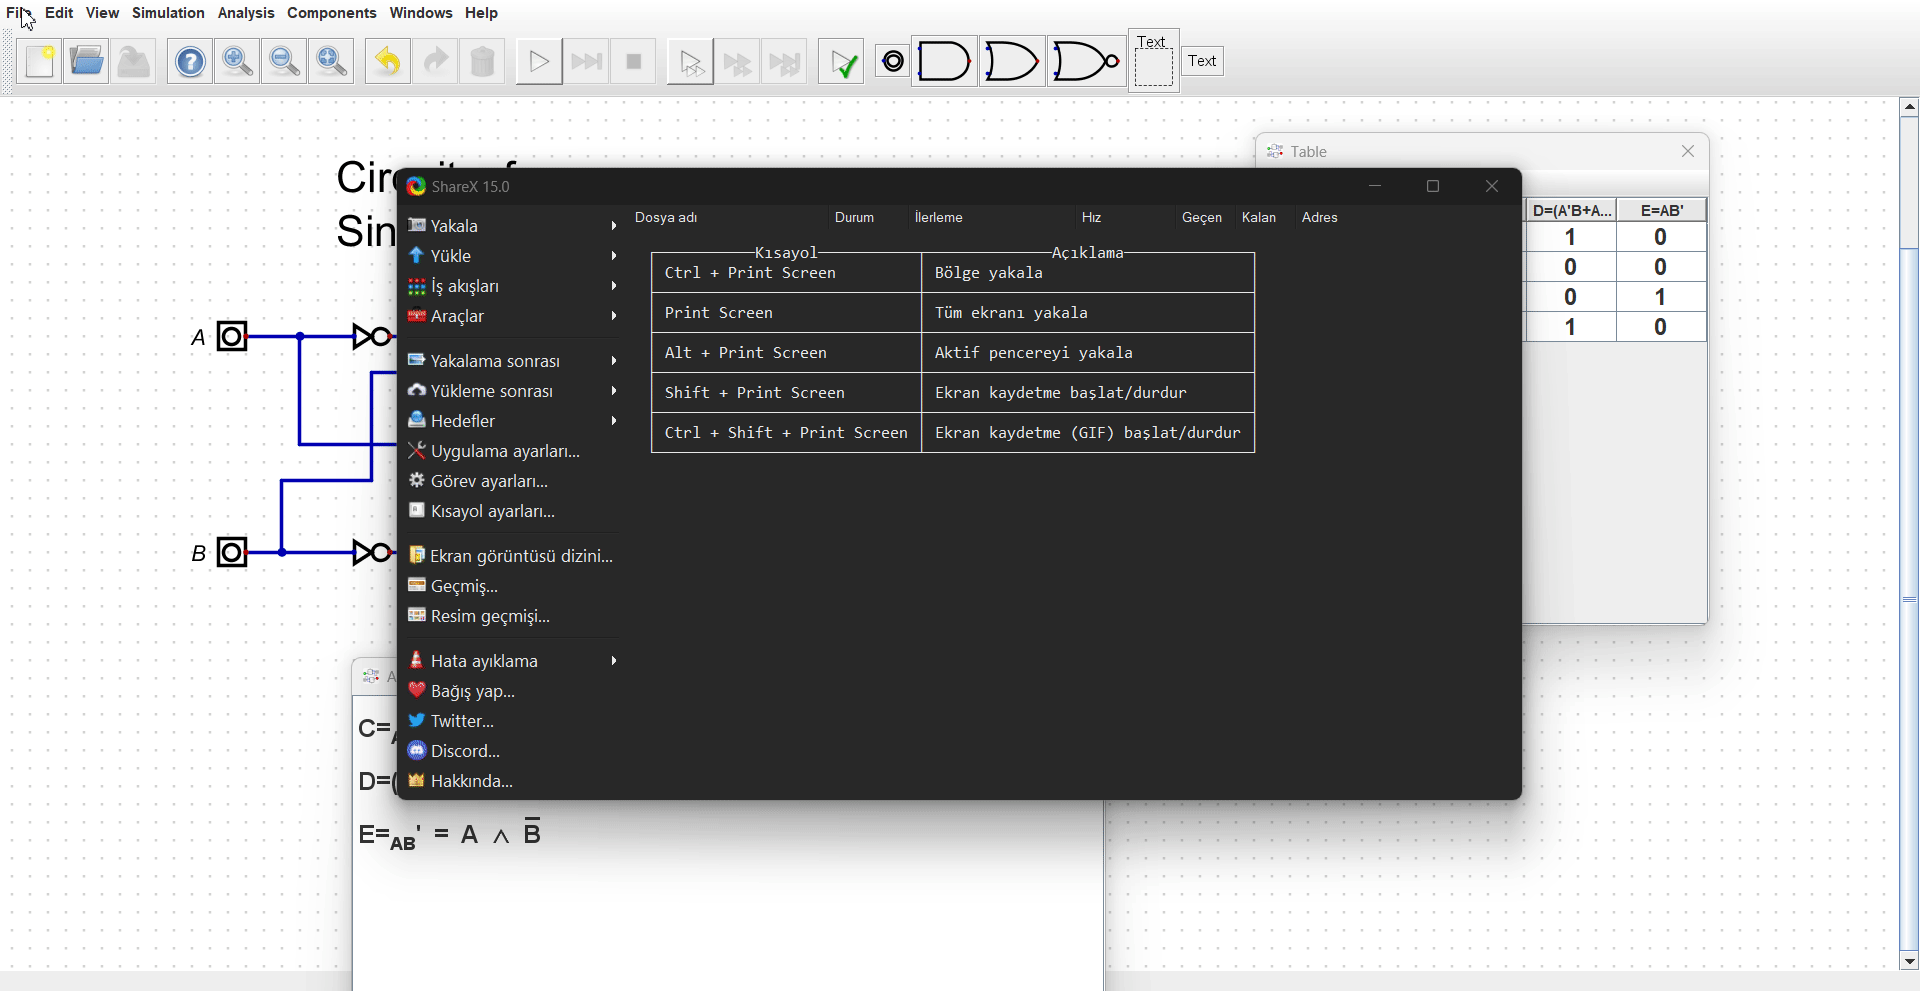 File Edit View Simulation Analysis Components Windows Help
Text
Text
Table
D=(A'B+A... E=AB'
1 0
0 0
0 1
1 0
A
B
ShareX 15.0
Yakala
Yükle
İş akışları
Araçlar
Yakalama sonrası
Yükleme sonrası
Hedefler
Uygulama ayarları...
Görev ayarları...
Kısayol ayarları...
Ekran görüntüsü dizini...
Geçmiş...
Resim geçmişi...
Hata ayıklama
Bağış yap...
Twitter...
Discord...
Hakkında...
Dosya adı Durum İlerleme Hız Geçen Kalan Adres
Kısayol Açıklama
Ctrl + Print Screen Bölge yakala
Print Screen Tüm ekranı yakala
Alt + Print Screen Aktif pencereyi yakala
Shift + Print Screen Ekran kaydetme başlat/durdur
Ctrl + Shift + Print Screen Ekran kaydetme (GIF) başlat/durdur
C=
D=(
E=AB' = A ∧ B̅